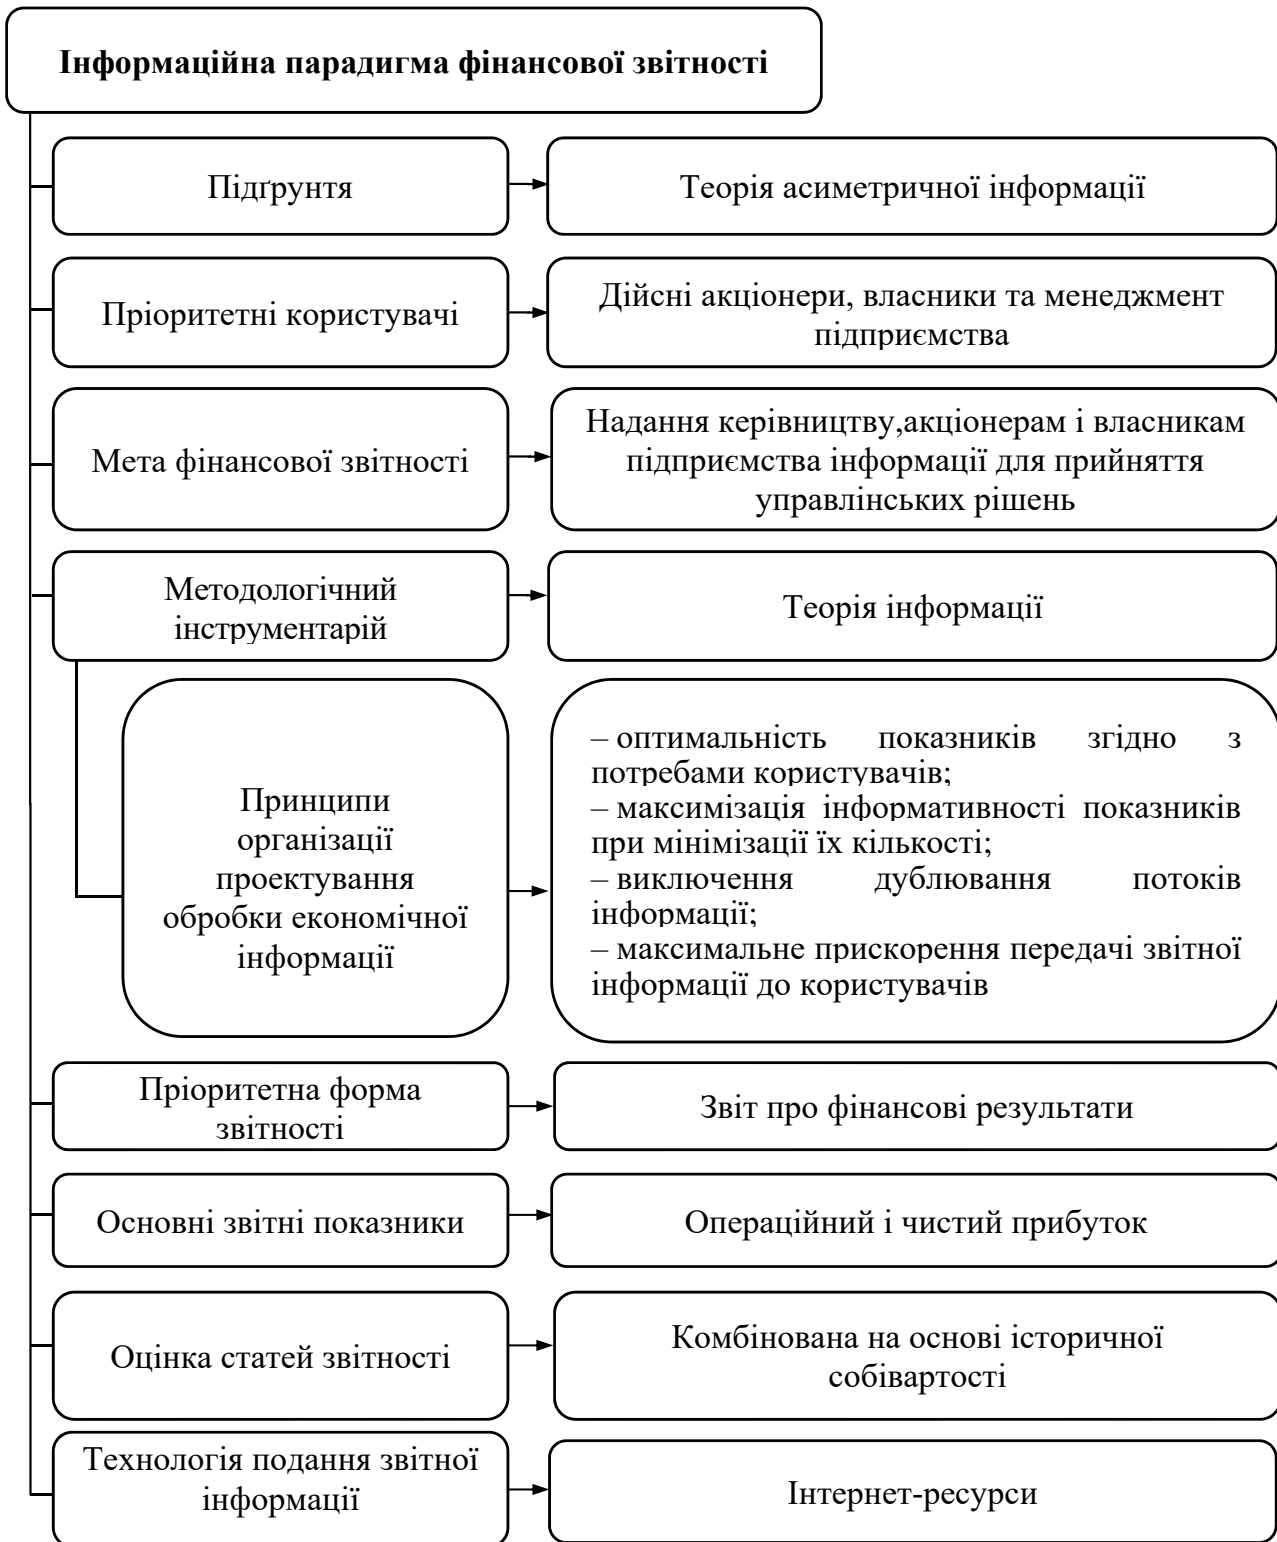 Інформаційна парадигма фінансової звітності
Підґрунтя
Теорія асиметричної інформації
Пріоритетні користувачі
Дійсні акціонери, власники та менеджмент
підприємства
Мета фінансової звітності
Надання керівництву,акціонерам і власникам
підприємства інформації для прийняття
управлінських рішень
Методологічний
інструментарій
Теорія інформації
Принципи
організації
проектування
обробки економічної
інформації
– оптимальність показників згідно з
потребами користувачів;
– максимізація інформативності показників
при мінімізації їх кількості;
– виключення дублювання потоків
інформації;
– максимальне прискорення передачі звітної
інформації до користувачів
Пріоритетна форма
звітності
Звіт про фінансові результати
Основні звітні показники
Операційний і чистий прибуток
Оцінка статей звітності
Комбінована на основі історичної
собівартості
Технологія подання звітної
інформації
Інтернет-ресурси